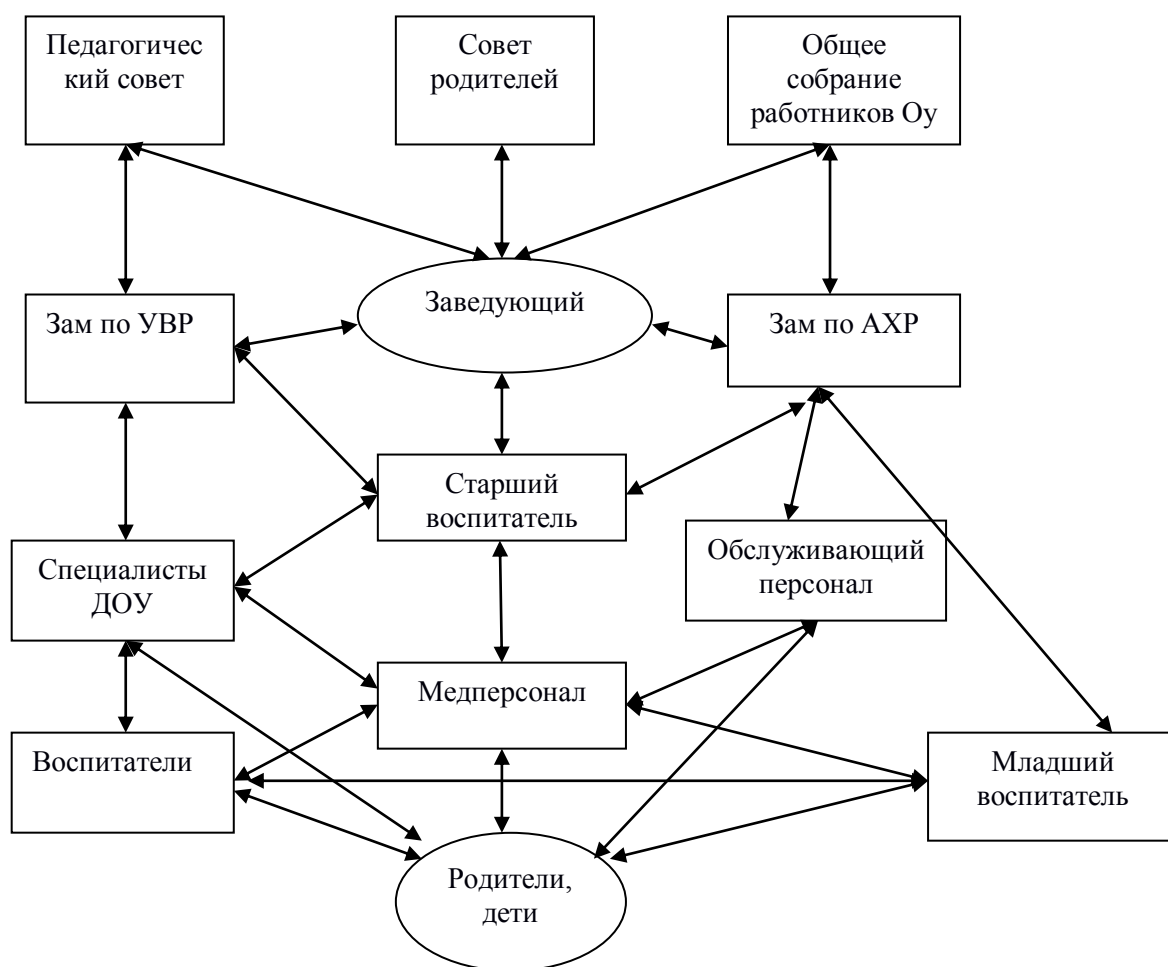 Педагогичес
кий совет
Совет
родителей
Общее
собрание
работников Оу
Заведующий
Зам по УВР
Зам по АХР
Старший
воспитатель
Обслуживающий
персонал
Специалисты
ДОУ
Медперсонал
Воспитатели
Младший
воспитатель
Родители,
дети